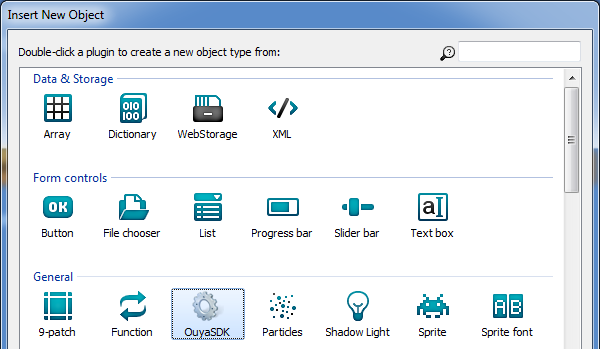 Insert New Object
Double-click a plugin to create a new object type from:
Data & Storage
Array Dictionary WebStorage XML
Form controls
OK aI
Button File chooser List Progress bar Slider bar Text box
General
AB
9-patch Function OuyaSDK Particles Shadow Light Sprite Sprite font